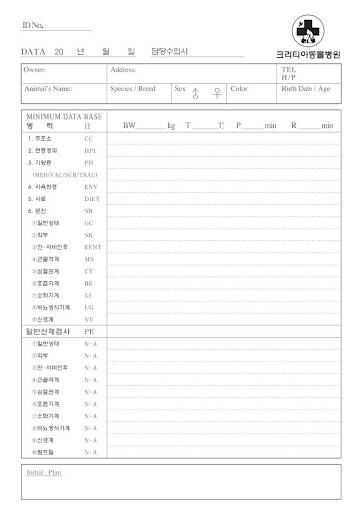 ID No.
DATA 20 년 월 일 담당수의사
크리티아동물병원
Owner: Address: TEL
H/P
Animal's Name: Species / Breed Sex ♂ ♀ Color Birth Date / Age
MINIMUM DATA BASE
병 력 H BW kg T ℃ P min R min
1. 주호소 CC
2. 현증경과 HPI
3. 기왕력 PH
(MED/VAC/SUR/TRAU)
4. 사육환경 ENV
5. 사료 DIET
6. 문진 SR
①일반상태 GC
②피부 SK
③안·이비인후 EENT
④근골격계 MS
⑤심혈관계 CV
⑥호흡기계 RE
⑦소화기계 GI
⑧비뇨생식기계 UG
⑨신경계 NV
일반신체검사 PE
①일반상태 N·A
②피부 N·A
③안·이비인후 N·A
④근골격계 N·A
⑤심혈관계 N·A
⑥호흡기계 N·A
⑦소화기계 N·A
⑧비뇨생식기계 N·A
⑨신경계 N·A
⑩림프절 N·A
Initial Plan